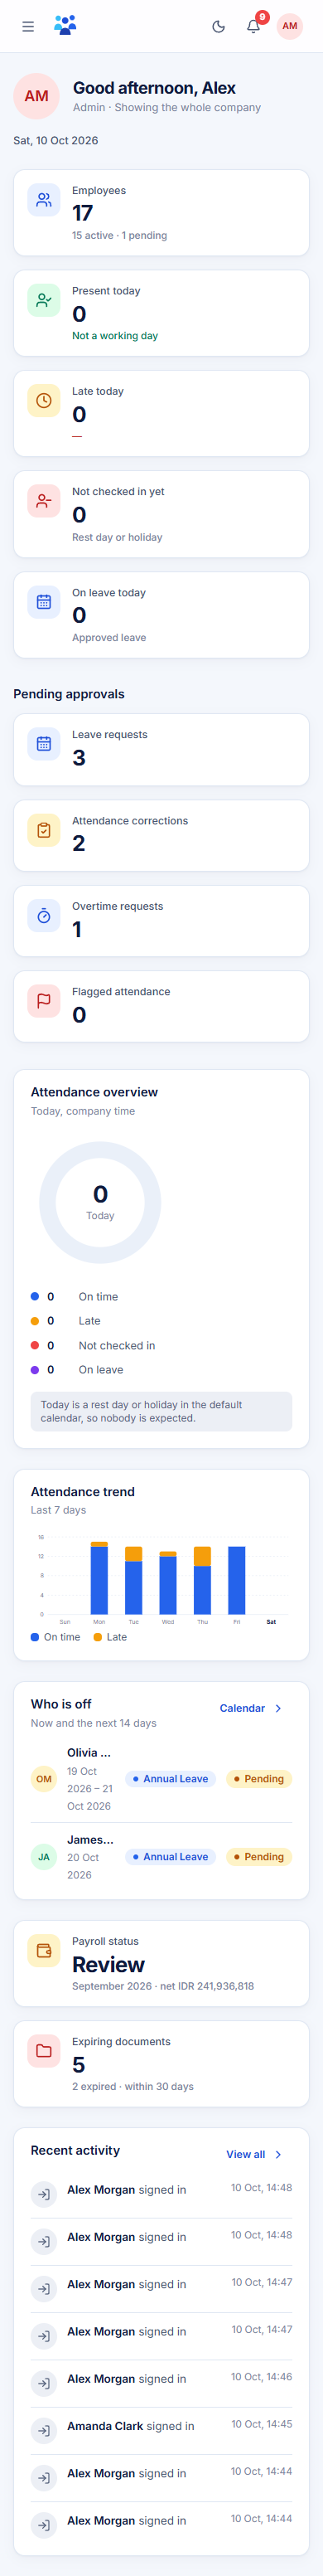 9
AM
AM
Good afternoon, Alex
Admin · Showing the whole company
Sat, 10 Oct 2026
Employees
17
15 active · 1 pending
Present today
0
Not a working day
Late today
0
—
Not checked in yet
0
Rest day or holiday
On leave today
0
Approved leave
Pending approvals
Leave requests
3
Attendance corrections
2
Overtime requests
1
Flagged attendance
0
Attendance overview
Today, company time
0
Today
0 On time
0 Late
0 Not checked in
0 On leave
Today is a rest day or holiday in the default
calendar, so nobody is expected.
Attendance trend
Last 7 days
16
12
8
4
0
Sun Mon Tue Wed Thu Fri Sat
On time Late
Who is off
Calendar
Now and the next 14 days
OM
Olivia ...
19 Oct
2026 – 21
Oct 2026
Annual Leave
Pending
JA
James...
20 Oct
2026
Annual Leave
Pending
Payroll status
Review
September 2026 · net IDR 241,936,818
Expiring documents
5
2 expired · within 30 days
Recent activity
View all
Alex Morgan signed in 10 Oct, 14:48
Alex Morgan signed in 10 Oct, 14:48
Alex Morgan signed in 10 Oct, 14:47
Alex Morgan signed in 10 Oct, 14:47
Alex Morgan signed in 10 Oct, 14:46
Amanda Clark signed in 10 Oct, 14:45
Alex Morgan signed in 10 Oct, 14:44
Alex Morgan signed in 10 Oct, 14:44